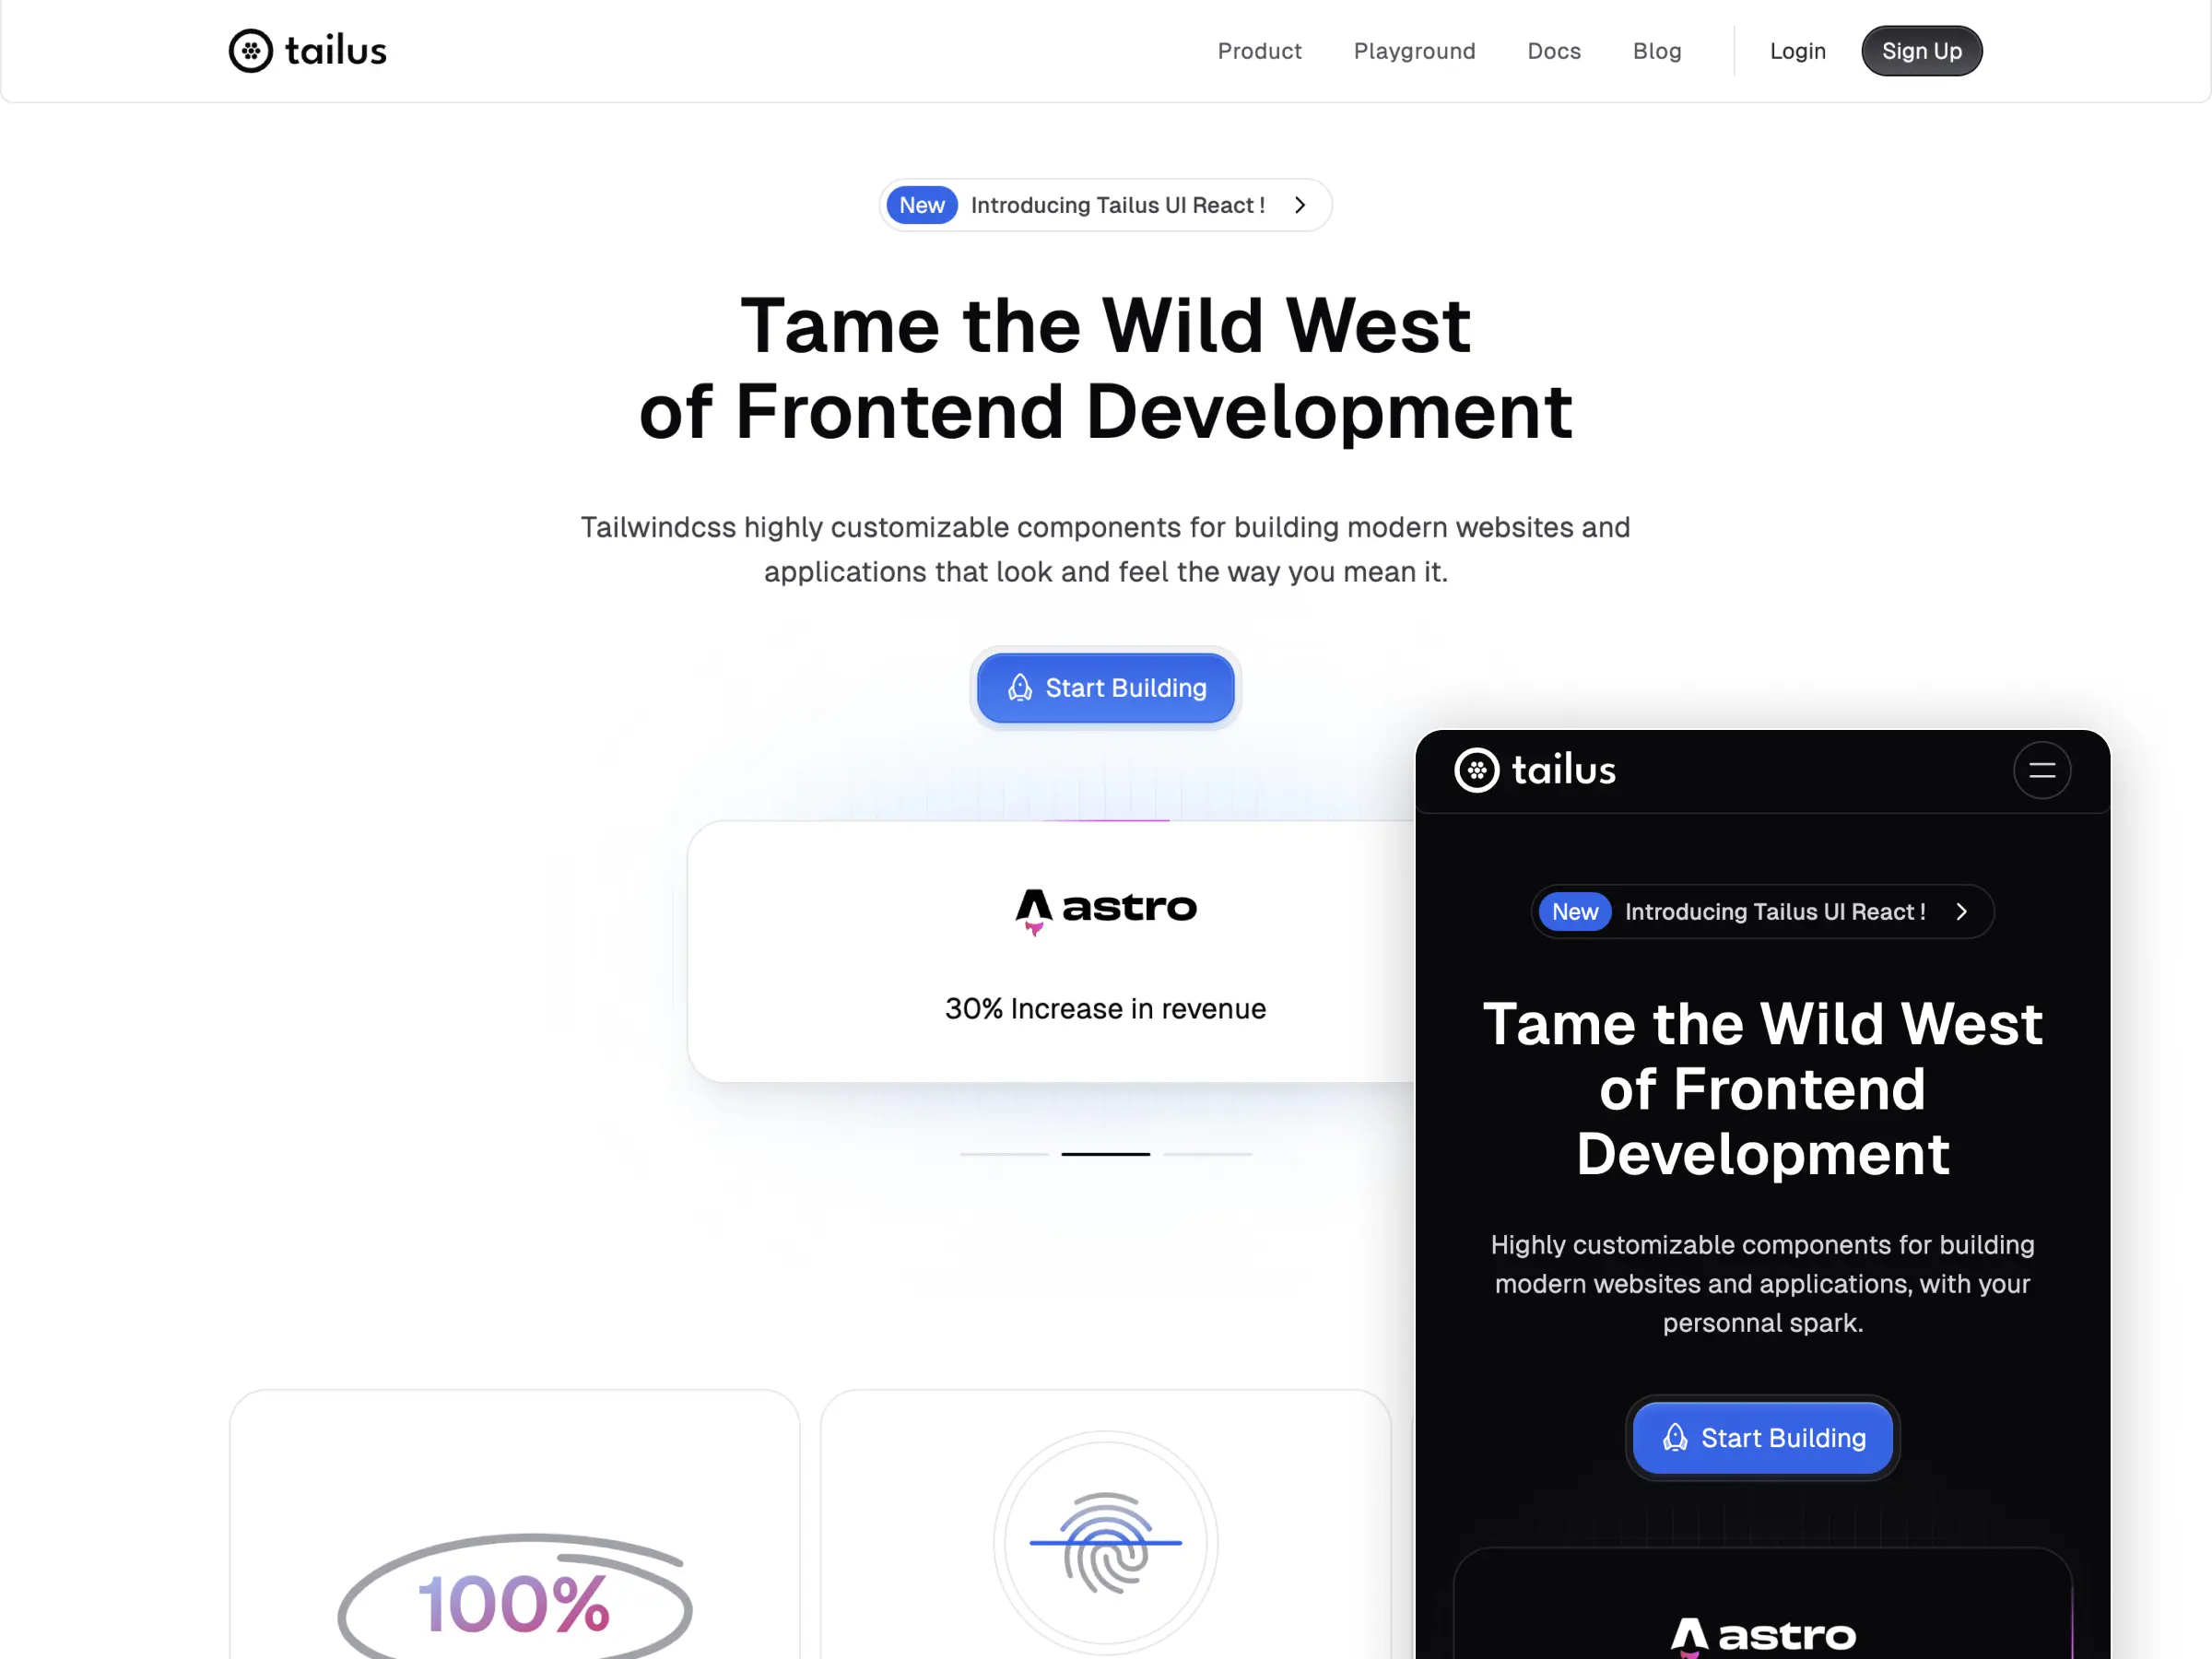 tailus
Product Playground Docs Blog Login Sign Up
New Introducing Tailus UI React !
Tame the Wild West
of Frontend Development
Tailwindcss highly customizable components for building modern websites and
applications that look and feel the way you mean it.
Start Building
astro
30% Increase in revenue
100%
tailus
New Introducing Tailus UI React !
Tame the Wild West
of Frontend
Development
Highly customizable components for building
modern websites and applications, with your
personnal spark.
Start Building
astro